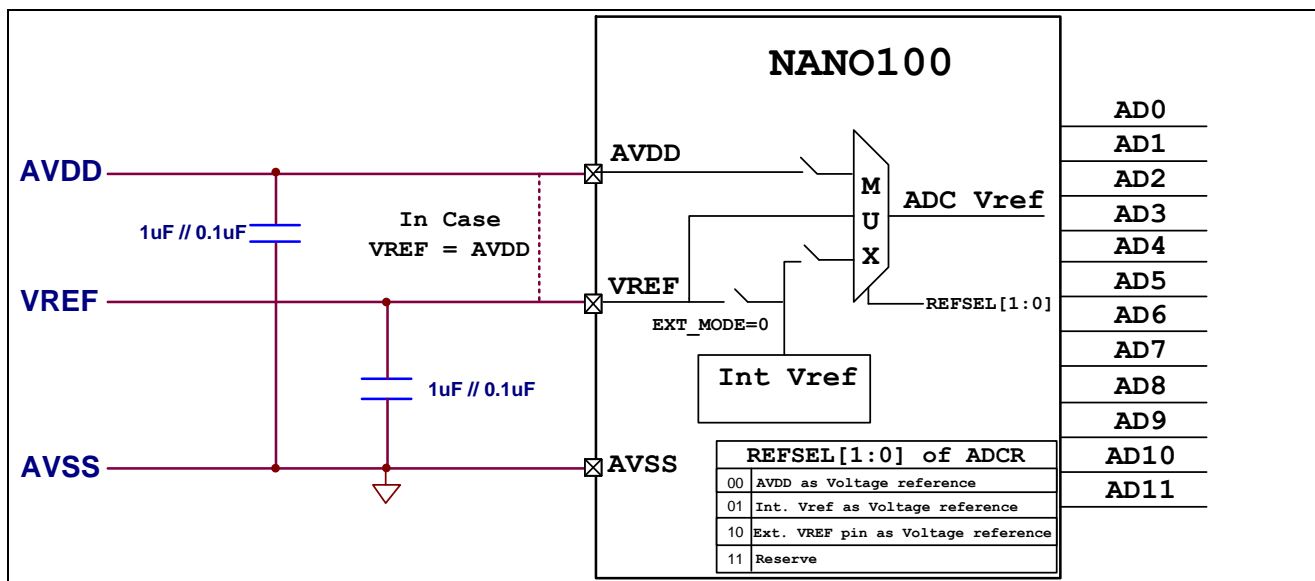 NANO100
AVDD
1uF // 0.1uF
In Case
VREF = AVDD
VREF
1uF // 0.1uF
AVSS
AVDD
M
U
X
ADC Vref
VREF
EXT_MODE=0
REFSEL[1:0]
Int Vref
AVSS
REFSEL[1:0] of ADCR
00 AVDD as Voltage reference
01 Int. Vref as Voltage reference
10 Ext. VREF pin as Voltage reference
11 Reserve
AD0
AD1
AD2
AD3
AD4
AD5
AD6
AD7
AD8
AD9
AD10
AD11